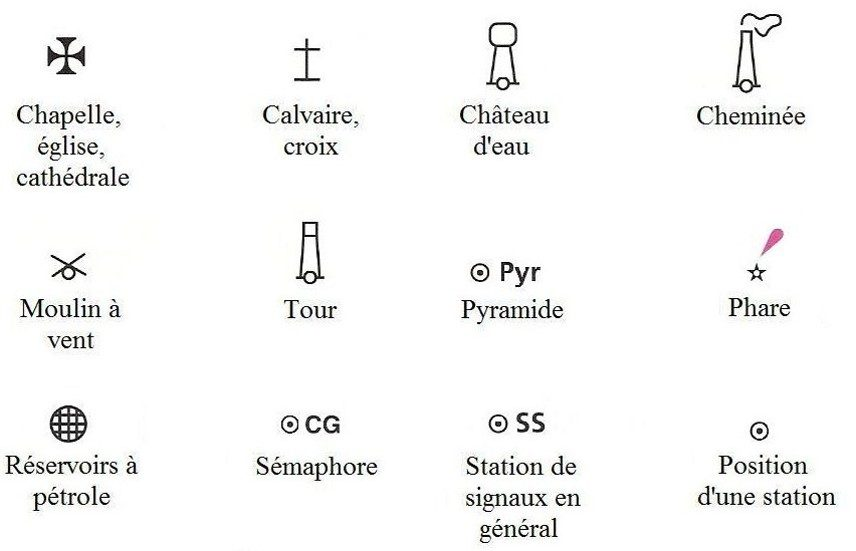 Chapelle,
église,
cathédrale
Calvaire,
croix
Château
d'eau
Cheminée
Moulin à
vent
Tour
Pyr
Pyramide
Phare
Réservoirs à
pétrole
CG
Sémaphore
SS
Station de
signaux en
général
Position
d'une station